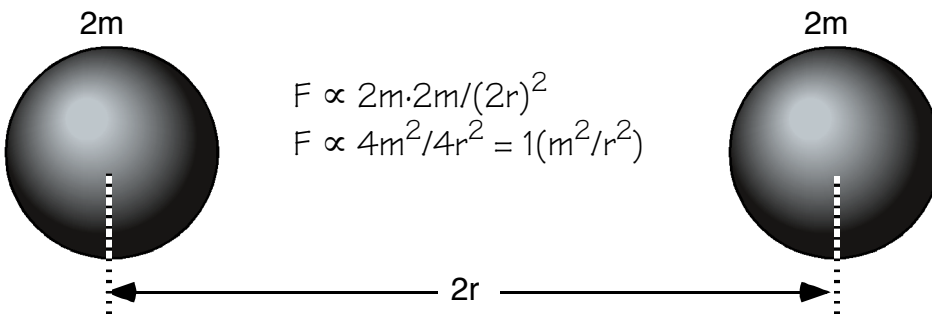 2m
2m
F ∝ 2m·2m/(2r)²
F ∝ 4m²/4r² = 1(m²/r²)
2r